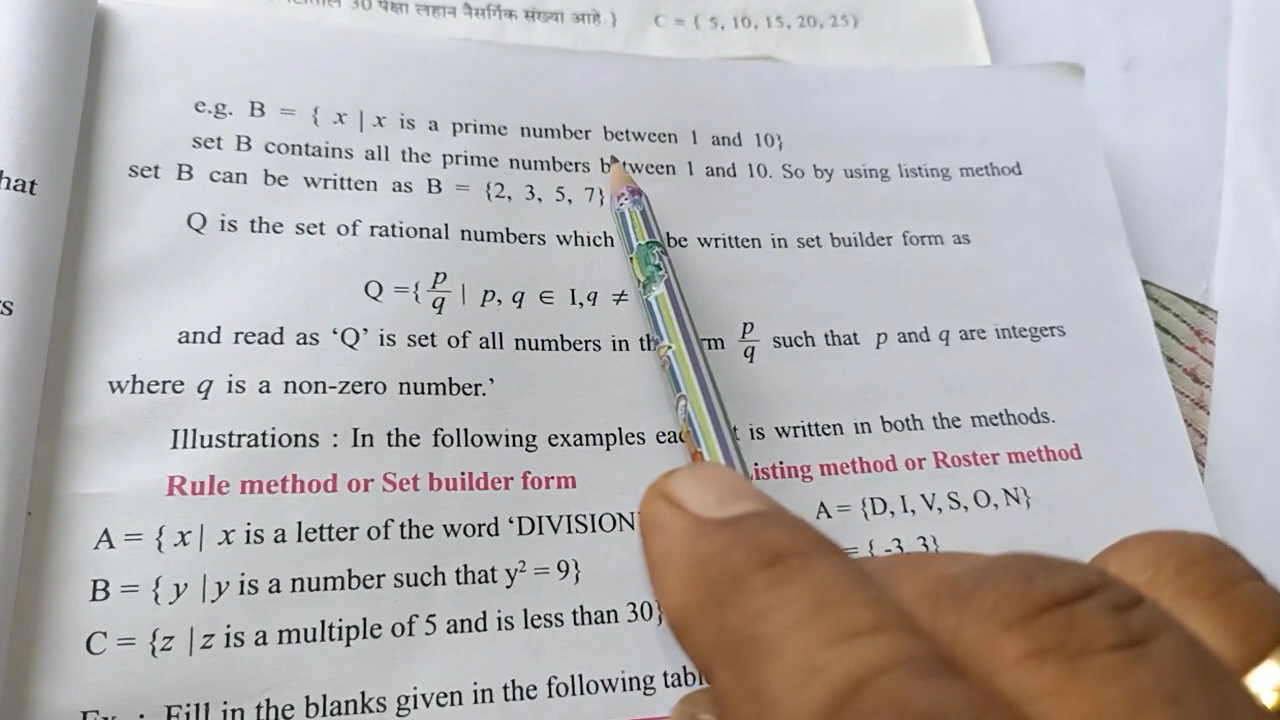 30 पेक्षा लहान नैसर्गिक संख्या आहे } C = { 5, 10, 15, 20, 25}
e.g. B = { x | x is a prime number between 1 and 10}
set B contains all the prime numbers between 1 and 10. So by using listing method
set B can be written as B = {2, 3, 5, 7}
Q is the set of rational numbers which be written in set builder form as
Q ={ p/q | p, q ∈ I, q ≠
and read as ‘Q’ is set of all numbers in p/q such that p and q are integers
where q is a non-zero number.’
Illustrations : In the following examples is written in both the methods.
Rule method or Set builder form Listing method or Roster method
A = { x | x is a letter of the word ‘DIVISION’ A = {D, I, V, S, O, N}
B = { y | y is a number such that y² = 9} = { -3, 3}
C = {z | z is a multiple of 5 and is less than 30}
Ex. : Fill in the blanks given in the following
hat
s